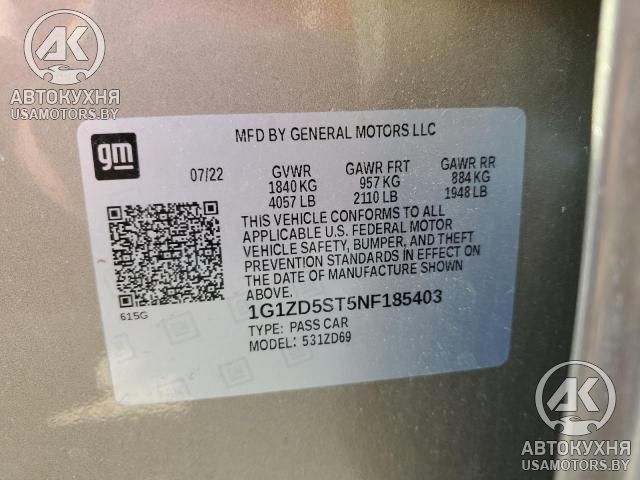 AK
АВТОКУХНЯ
USAMOTORS.BY
gm
MFD BY GENERAL MOTORS LLC
07/22
GVWR
1840 KG
4057 LB
GAWR FRT
957 KG
2110 LB
GAWR RR
884 KG
1948 LB
THIS VEHICLE CONFORMS TO ALL
APPLICABLE U.S. FEDERAL MOTOR
VEHICLE SAFETY, BUMPER, AND THEFT
PREVENTION STANDARDS IN EFFECT ON
THE DATE OF MANUFACTURE SHOWN
ABOVE.
615G
1G1ZD5ST5NF185403
TYPE: PASS CAR
MODEL: 531ZD69
AK
АВТОКУХНЯ
USAMOTORS.BY